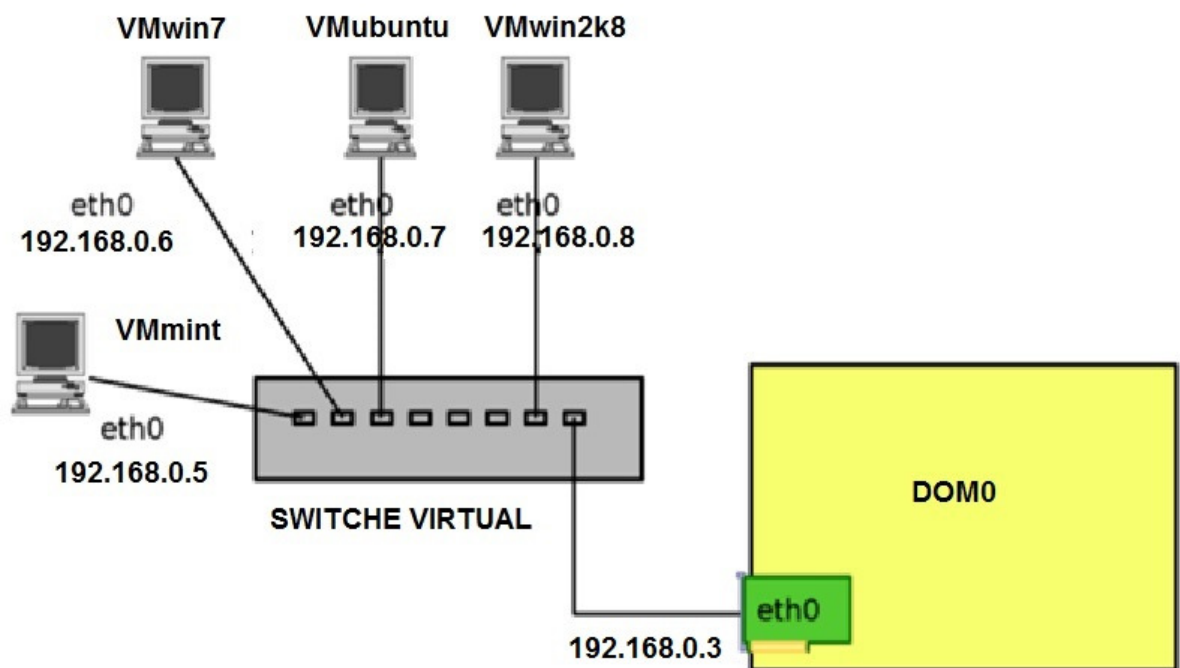 VMwin7
VMubuntu
VMwin2k8
eth0
192.168.0.6
eth0
192.168.0.7
eth0
192.168.0.8
VMmint
eth0
192.168.0.5
SWITCHE VIRTUAL
DOM0
eth0
192.168.0.3